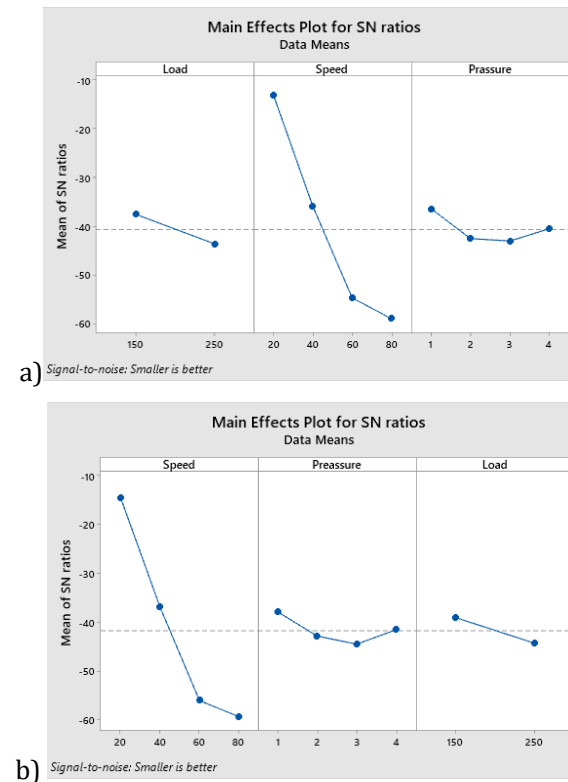 Main Effects Plot for SN ratios
Data Means
Load Speed Prassure
Mean of SN ratios
-10
-20
-30
-40
-50
-60
150 250 20 40 60 80 1 2 3 4
a) Signal-to-noise: Smaller is better
Main Effects Plot for SN ratios
Data Means
Speed Preassure Load
Mean of SN ratios
-10
-20
-30
-40
-50
-60
20 40 60 80 1 2 3 4 150 250
b) Signal-to-noise: Smaller is better